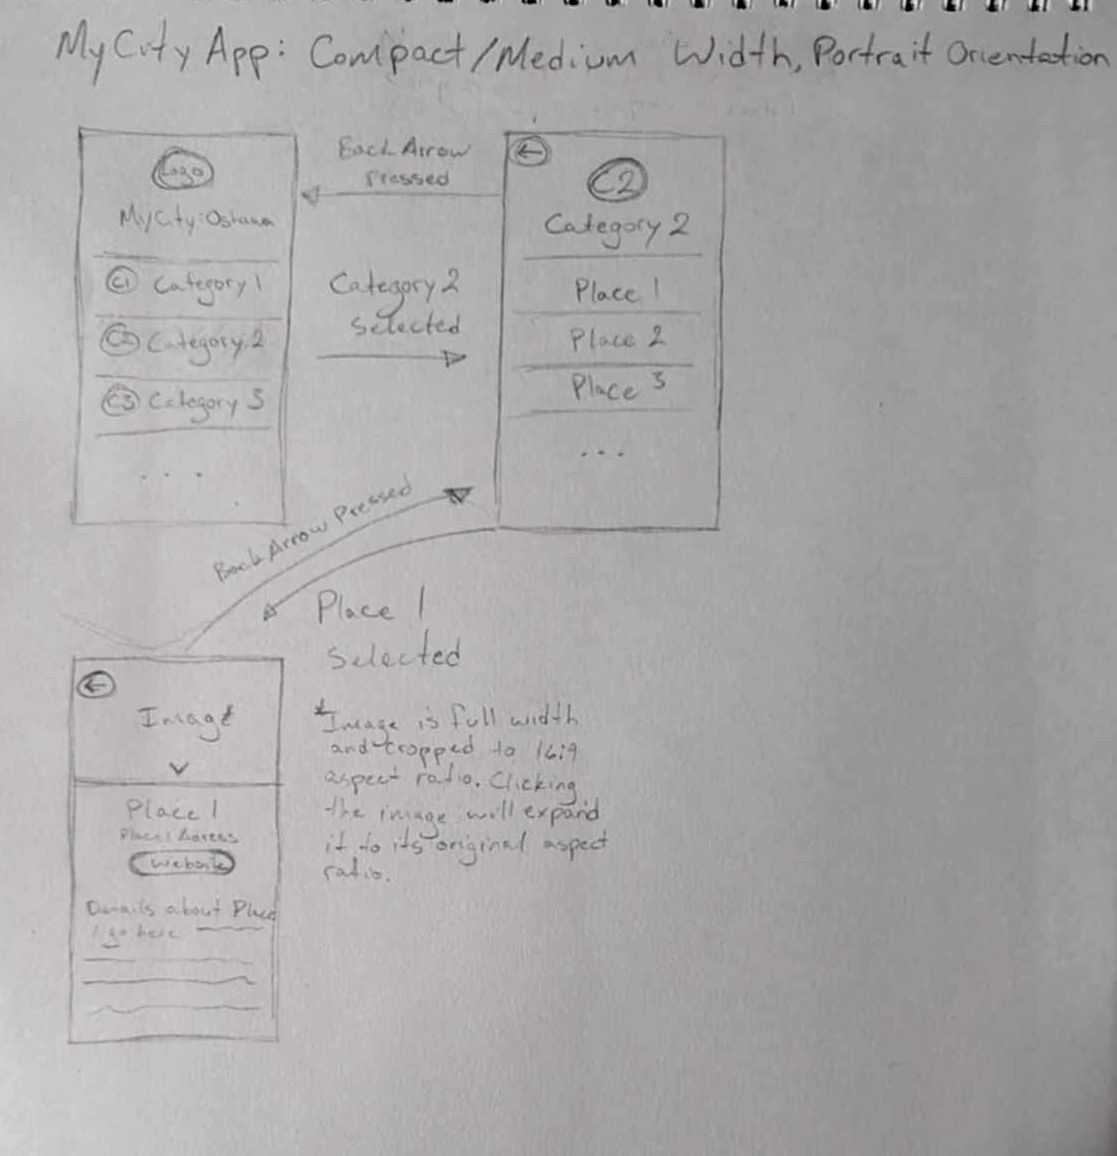 MyCity App: Compact/Medium Width, Portrait Orientation
Logo
MyCity:Oshawa
C1 Category 1
C2 Category 2
C3 Category 3
...
Back Arrow
Pressed
Category 2
Selected
←
C2
Category 2
Place 1
Place 2
Place 3
...
Back Arrow Pressed
Place 1
Selected
←
Image
Place 1
Place 1 Address
Website
Details about Place
1 go here
*Image is full width
and cropped to 16:9
aspect ratio. Clicking
the image will expand
it to its original aspect
ratio.